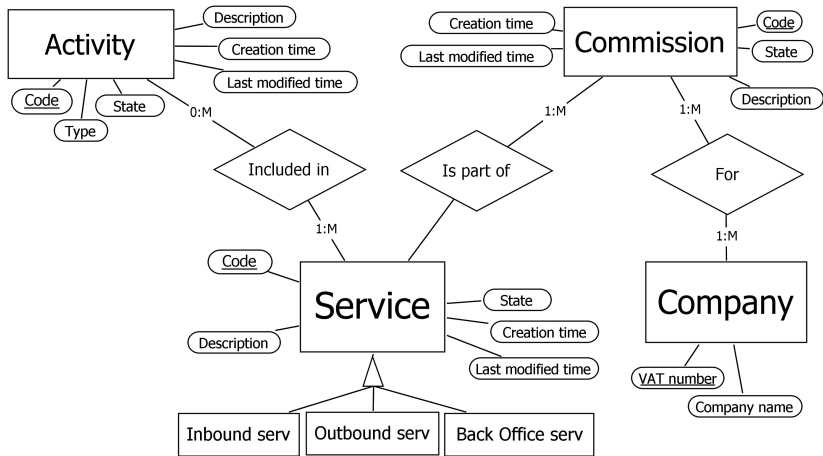 Activity
Description
Creation time
Last modified time
Code
Type
State
0:M
Included in
1:M
Creation time
Last modified time
Commission
Code
State
Description
1:M
Is part of
1:M
For
1:M
Code
Description
Service
State
Creation time
Last modified time
Company
VAT number
Company name
Inbound serv
Outbound serv
Back Office serv